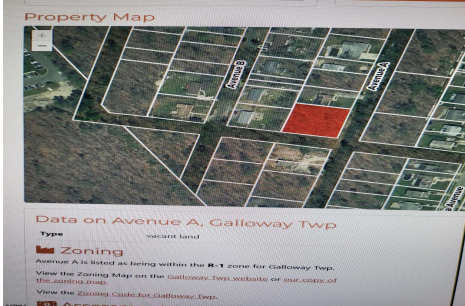 Property Map
+
−
Avenue B
Avenue A
Avenue
Data on Avenue A, Galloway Twp
Type vacant land
Zoning
Avenue A is listed as being within the R-1 zone for Galloway Twp.
View the Zoning Map on the Galloway Twp website or our copy of
the zoning map.
View the Zoning Code for Galloway Twp.